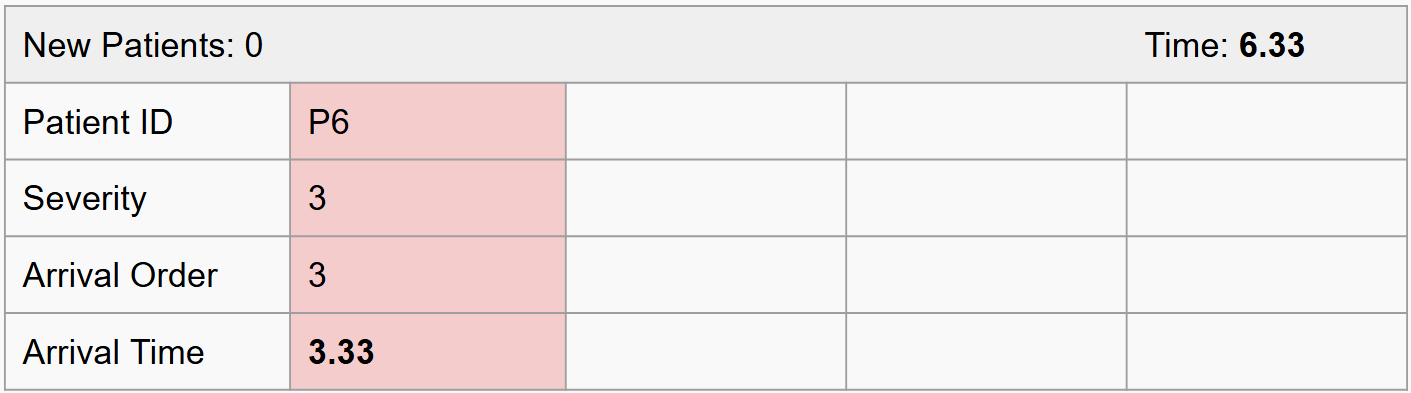 New Patients: 0 Time: 6.33
Patient ID P6
Severity 3
Arrival Order 3
Arrival Time 3.33